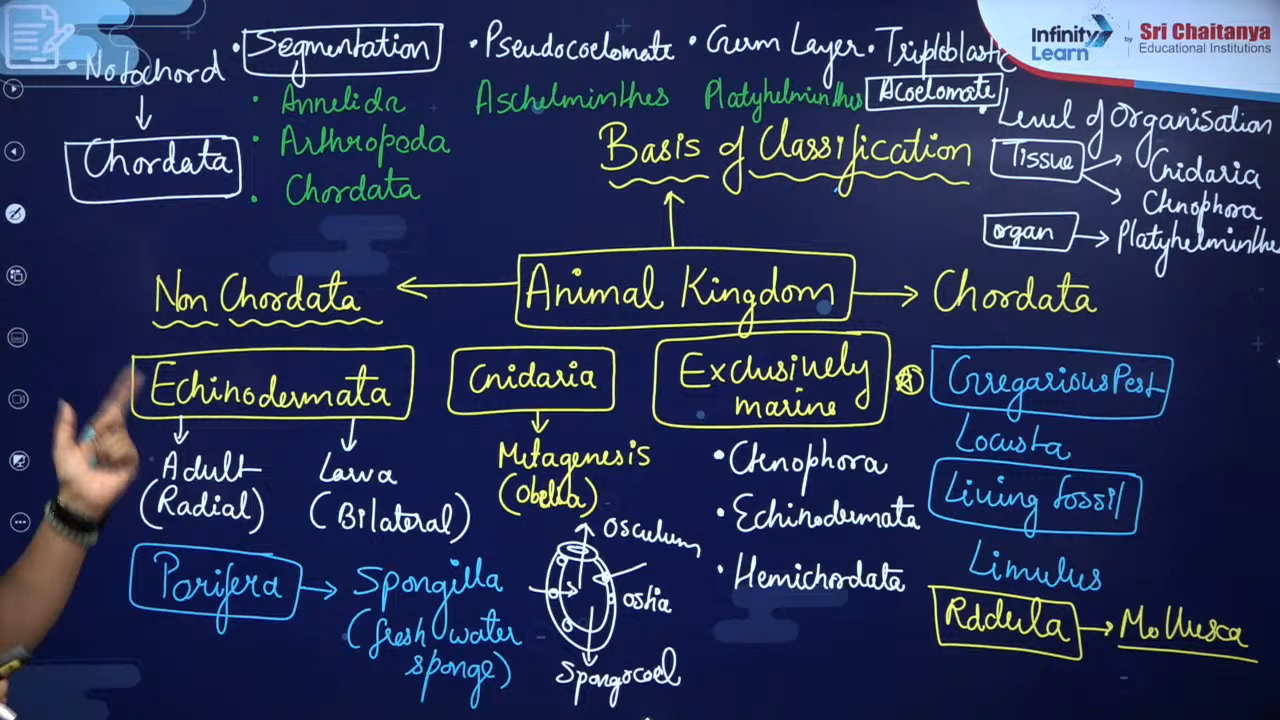 Infinity Learn by Sri Chaitanya Educational Institutions
• Notochord
Chordata
• Segmentation
• Annelida
• Arthropoda
• Chordata
• Pseudocoelomate
Aschelminthes
• Germ Layer
Platyhelminthes
• Triploblastic
Acoelomate
• Level of Organisation
Tissue
Cnidaria
Ctenophora
organ
Platyhelminthe
Basis of Classification
Animal Kingdom
Non Chordata
Chordata
Echinodermata
Adult
(Radial)
Larva
(Bilateral)
Cnidaria
Metagenesis
(Obelia)
Exclusively
marine
• Ctenophora
• Echinodermata
• Hemichordata
Gregarious Pest
Locusta
Living fossil
Limulus
Radula
Mollusca
Porifera
Spongilla
(fresh water
sponge)
Osculum
Ostia
Spongocoel